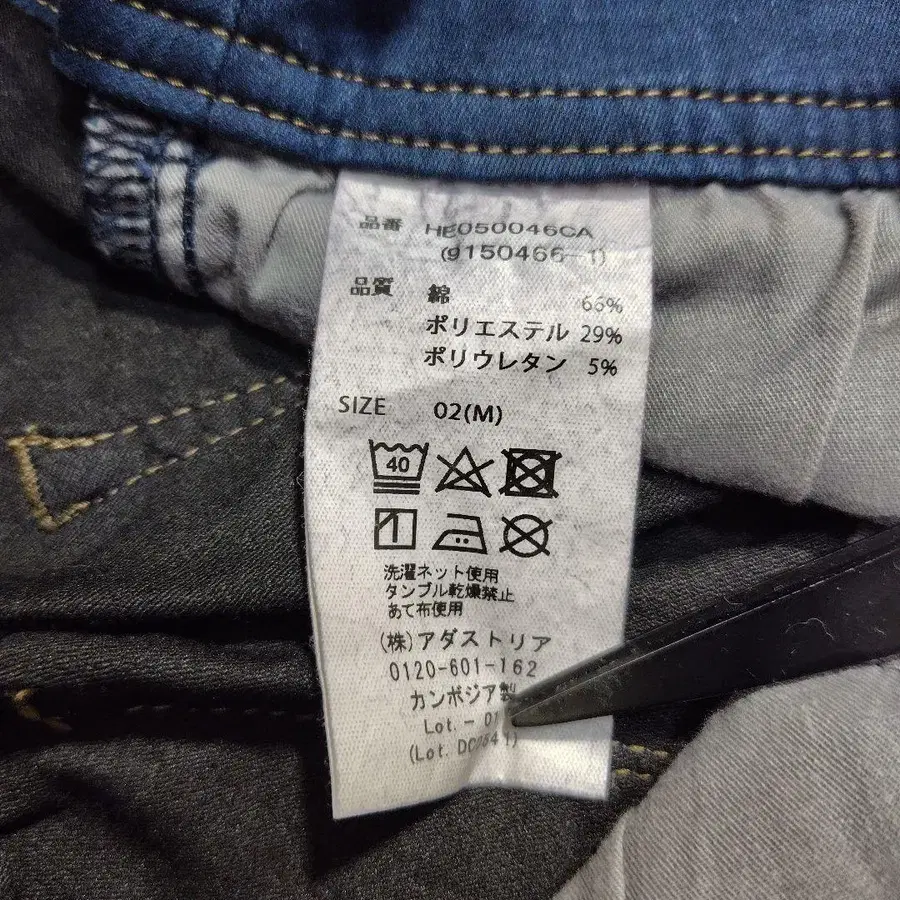 品番 HE050046CA
(9150466-1)
品質 綿 66%
ポリエステル 29%
ポリウレタン 5%
SIZE 02(M)
40
洗濯ネット使用
タンブル乾燥禁止
あて布使用
(株)アダストリア
0120-601-162
カンボジア製
Lot. - 01
(Lot.